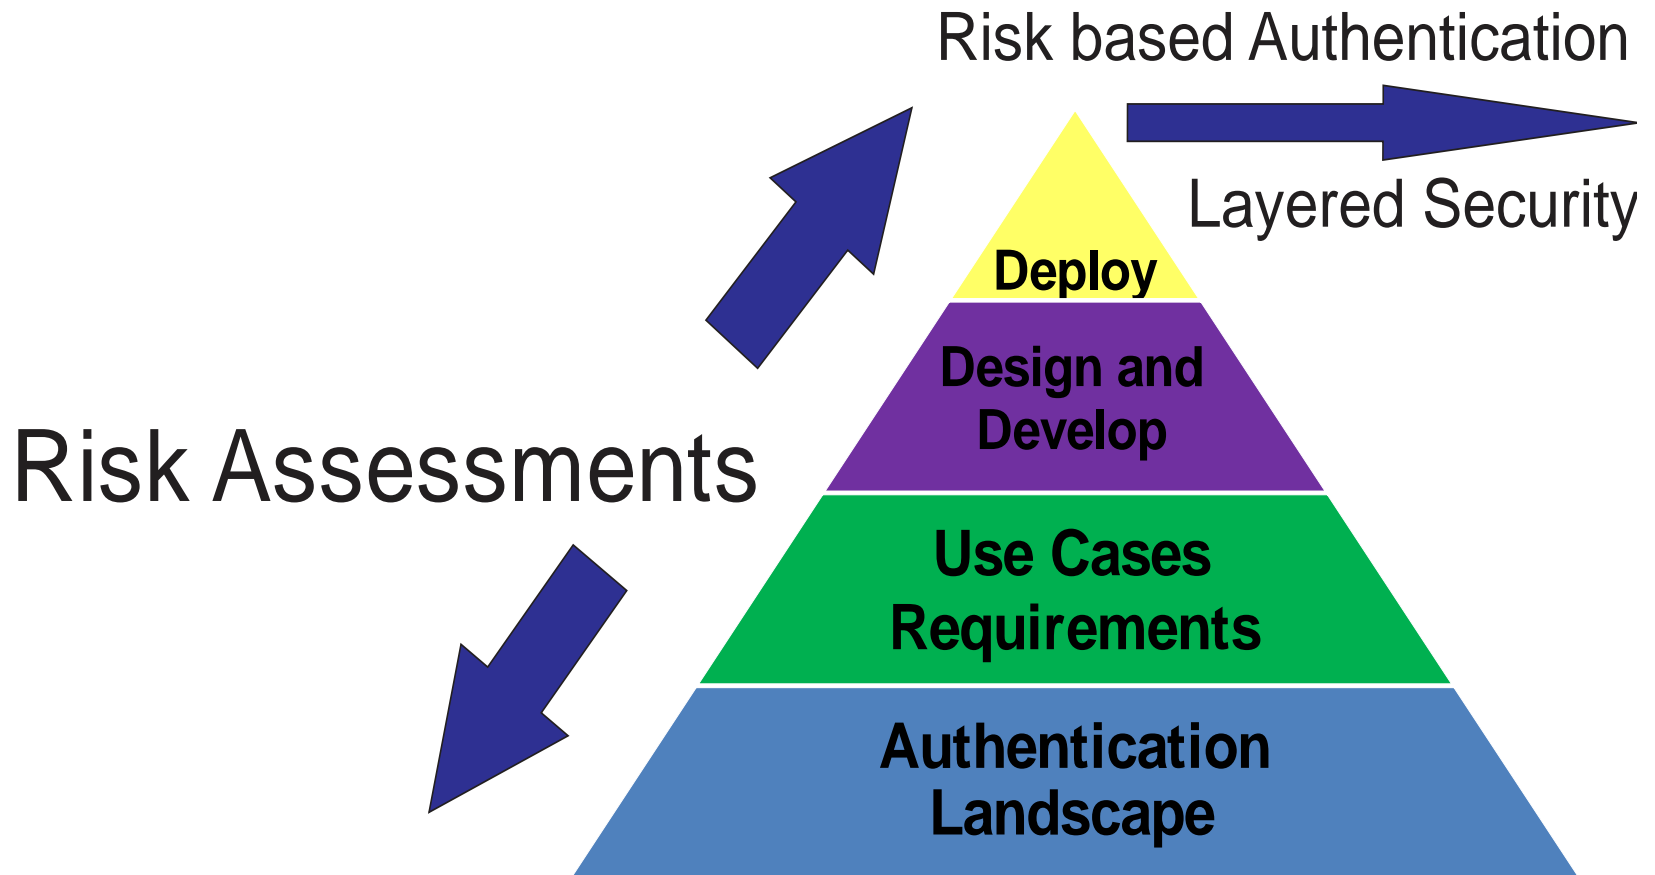 Risk based Authentication
Layered Security
Deploy
Design and
Develop
Risk Assessments
Use Cases
Requirements
Authentication
Landscape